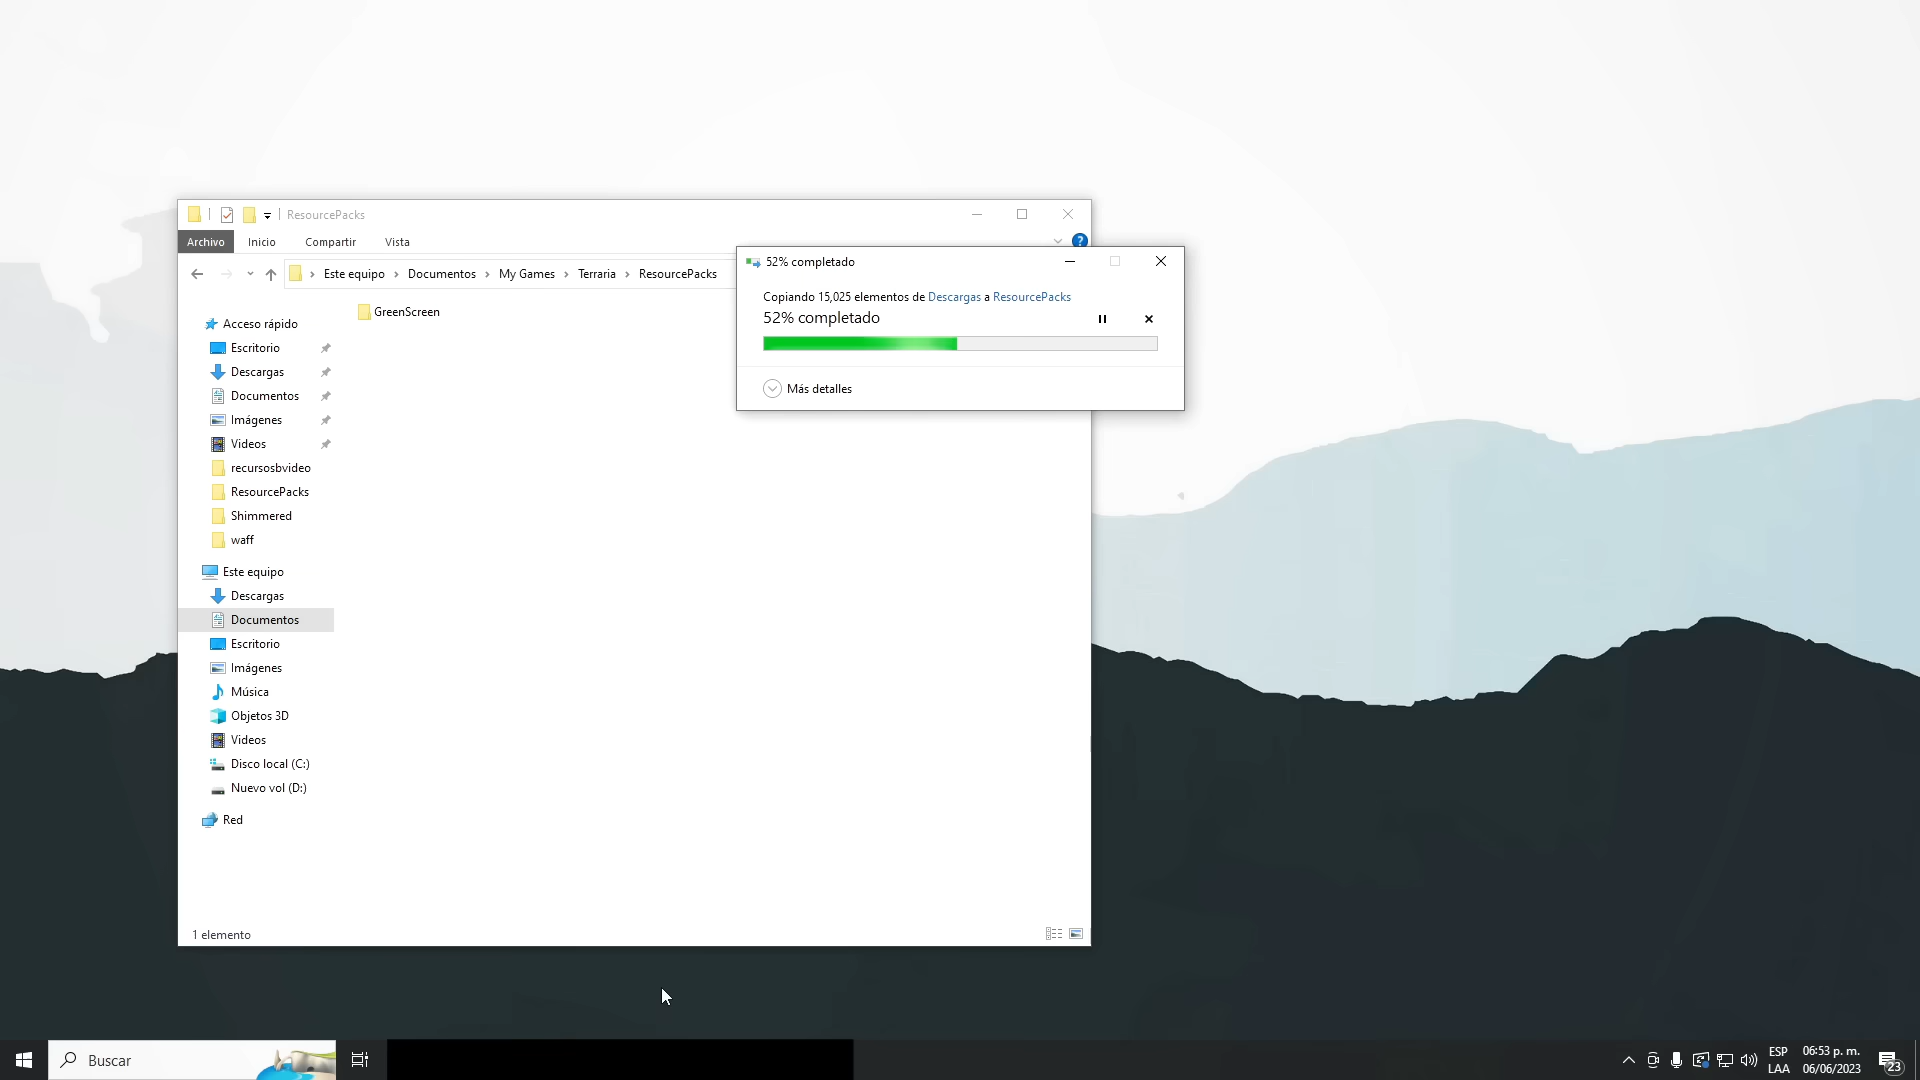 ResourcePacks
Archivo Inicio Compartir Vista
Este equipo Documentos My Games Terraria ResourcePacks
GreenScreen
Acceso rápido
Escritorio
Descargas
Documentos
Imágenes
Videos
recursosbvideo
ResourcePacks
Shimmered
waff
Este equipo
Descargas
Documentos
Escritorio
Imágenes
Música
Objetos 3D
Videos
Disco local (C:)
Nuevo vol (D:)
Red
1 elemento
52% completado
Copiando 15,025 elementos de Descargas a ResourcePacks
52% completado
Más detalles
Buscar
ESP
LAA
06:53 p. m.
06/06/2023
23